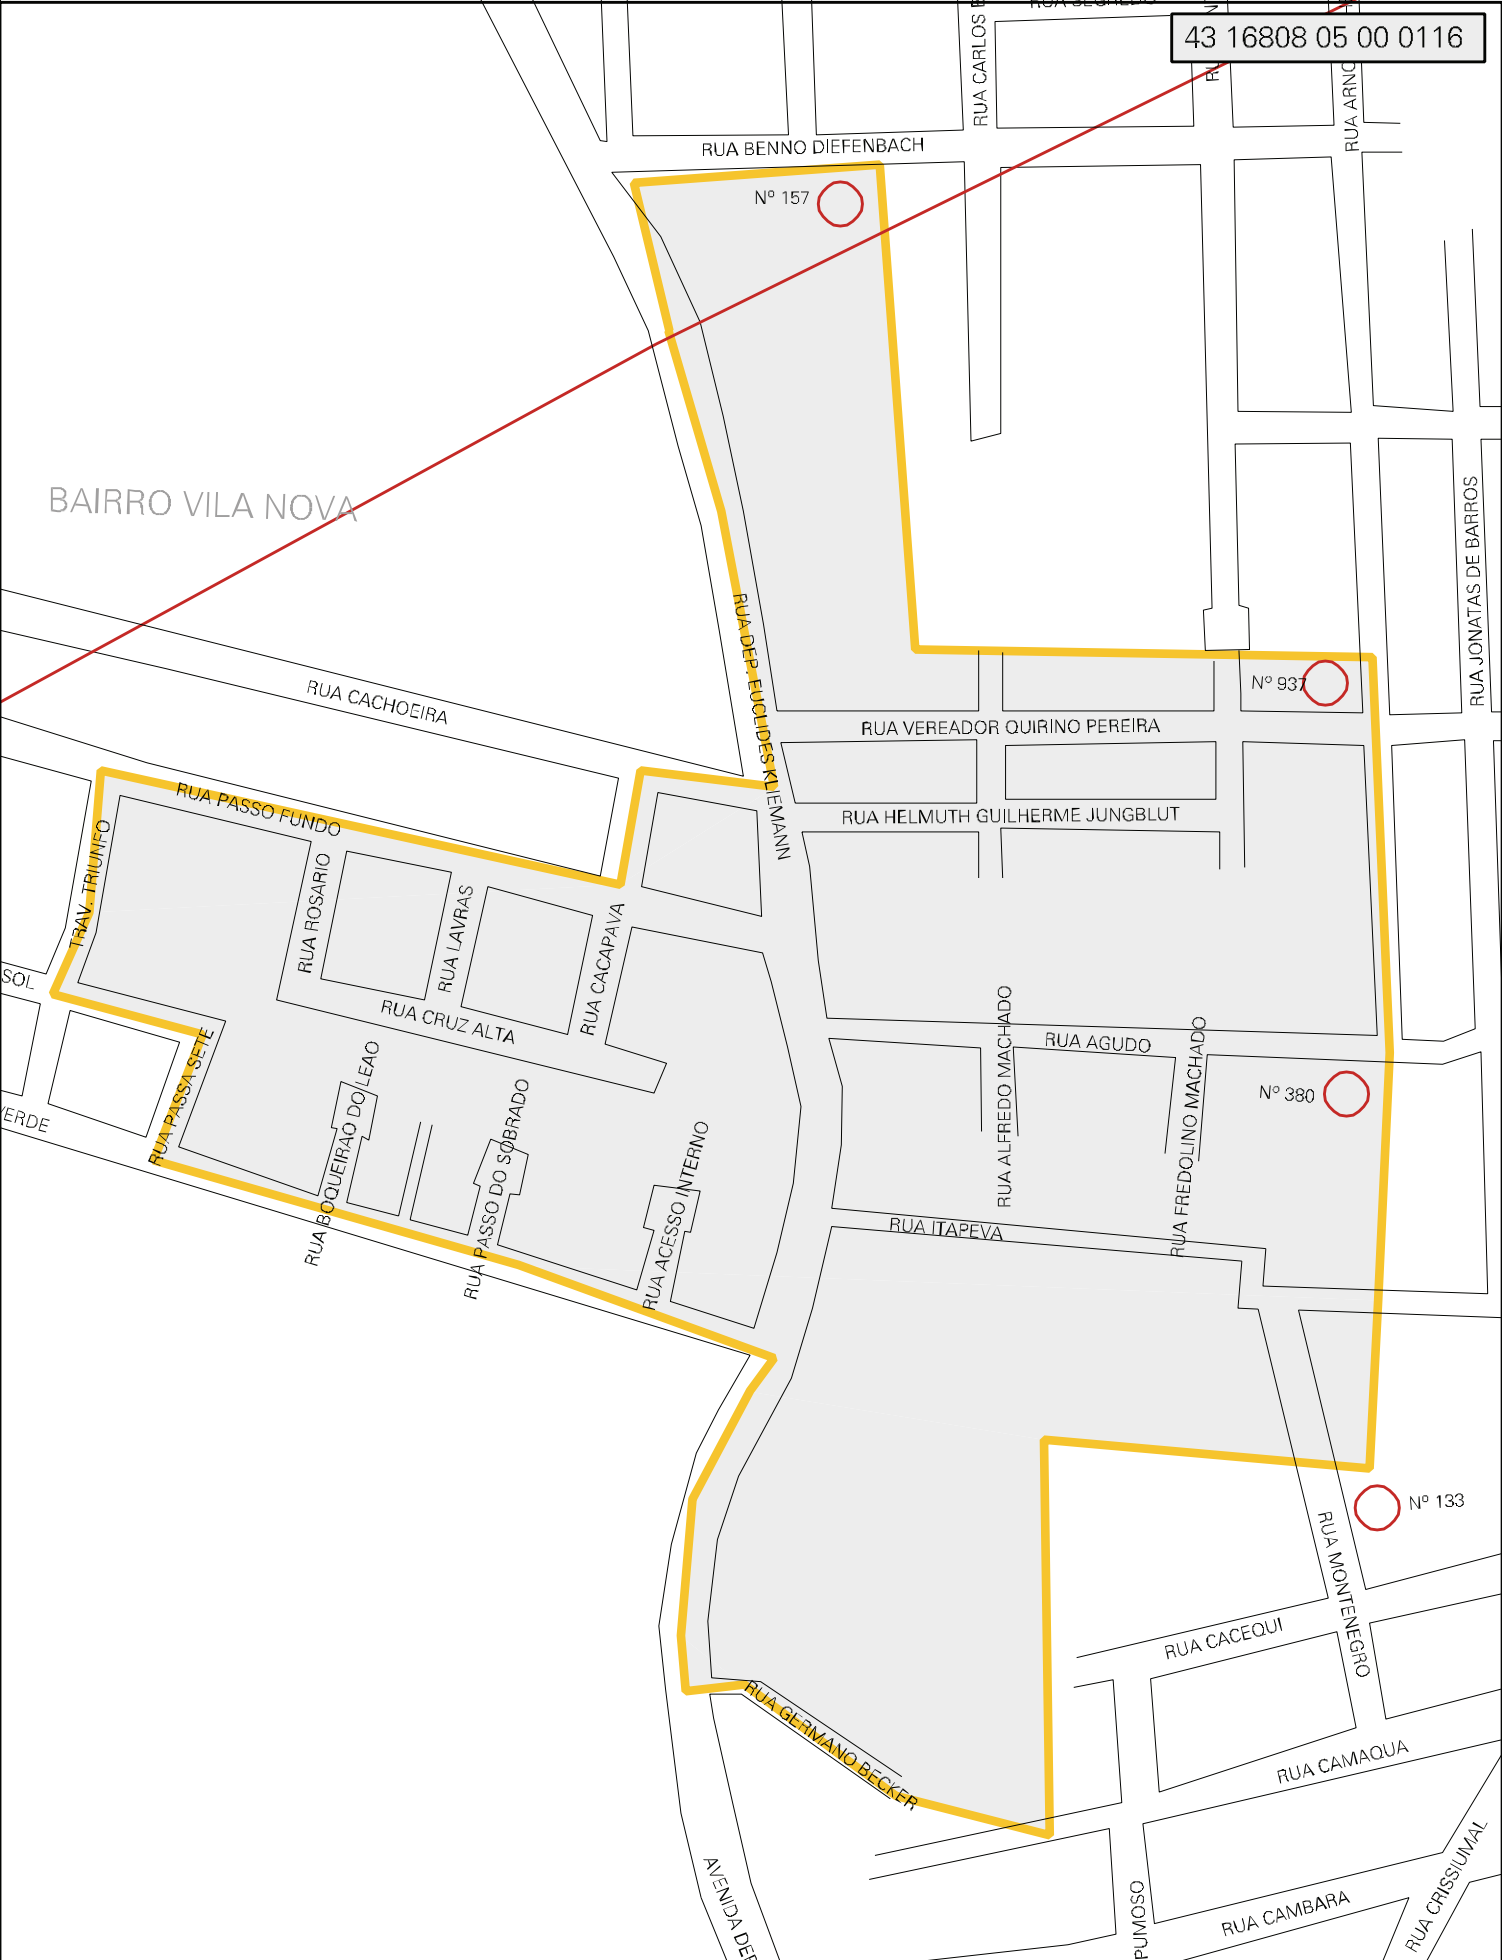 43 16808 05 00 0116
RUA CARLOS
RUA BENNO DIEFENBACH
Nº 157
BAIRRO VILA NOVA
RUA JONATAS DE BARROS
RUA DEP. EUCLIDES KLIEMANN
RUA CACHOEIRA
Nº 937
RUA VEREADOR QUIRINO PEREIRA
RUA HELMUTH GUILHERME JUNGBLUT
RUA PASSO FUNDO
TRAV. TRIUNFO
RUA ROSARIO
RUA LAVRAS
RUA CACAPAVA
SOL
RUA CRUZ ALTA
RUA PASSA SETE
RUA BOQUEIRAO DO LEAO
RUA PASSO DO SOBRADO
RUA ACESSO INTERNO
RUA ALFREDO MACHADO
RUA AGUDO
RUA FREDOLINO MACHADO
Nº 380
VERDE
RUA ITAPEVA
Nº 133
RUA MONTENEGRO
RUA CACEQUI
RUA GERMANO BECKER
RUA CAMAQUA
AVENIDA DEP
PUMOSO
RUA CAMBARA
RUA CRISSIUMAL